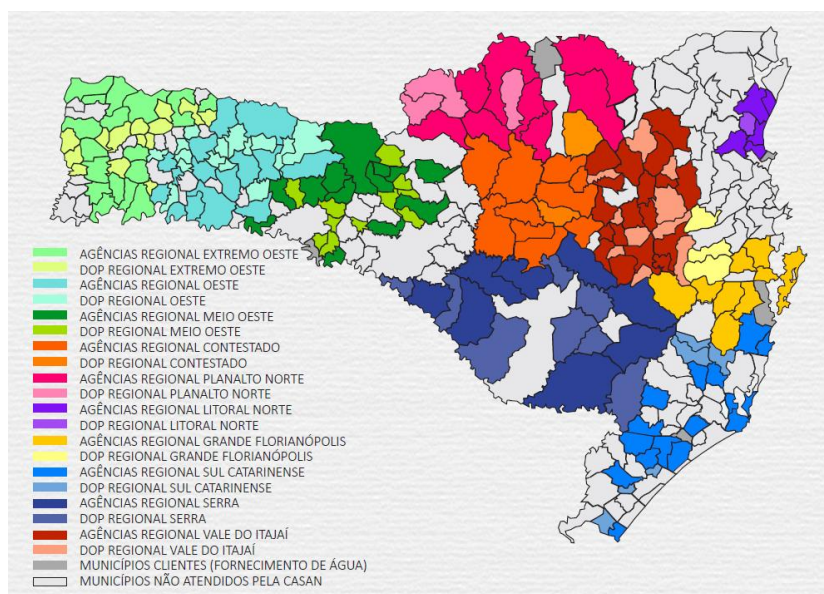 AGÊNCIAS REGIONAL EXTREMO OESTE
DOP REGIONAL EXTREMO OESTE
AGÊNCIAS REGIONAL OESTE
DOP REGIONAL OESTE
AGÊNCIAS REGIONAL MEIO OESTE
DOP REGIONAL MEIO OESTE
AGÊNCIAS REGIONAL CONTESTADO
DOP REGIONAL CONTESTADO
AGÊNCIAS REGIONAL PLANALTO NORTE
DOP REGIONAL PLANALTO NORTE
AGÊNCIAS REGIONAL LITORAL NORTE
DOP REGIONAL LITORAL NORTE
AGÊNCIAS REGIONAL GRANDE FLORIANÓPOLIS
DOP REGIONAL GRANDE FLORIANÓPOLIS
AGÊNCIAS REGIONAL SUL CATARINENSE
DOP REGIONAL SUL CATARINENSE
AGÊNCIAS REGIONAL SERRA
DOP REGIONAL SERRA
AGÊNCIAS REGIONAL VALE DO ITAJAÍ
DOP REGIONAL VALE DO ITAJAÍ
MUNICÍPIOS CLIENTES (FORNECIMENTO DE ÁGUA)
MUNICÍPIOS NÃO ATENDIDOS PELA CASAN